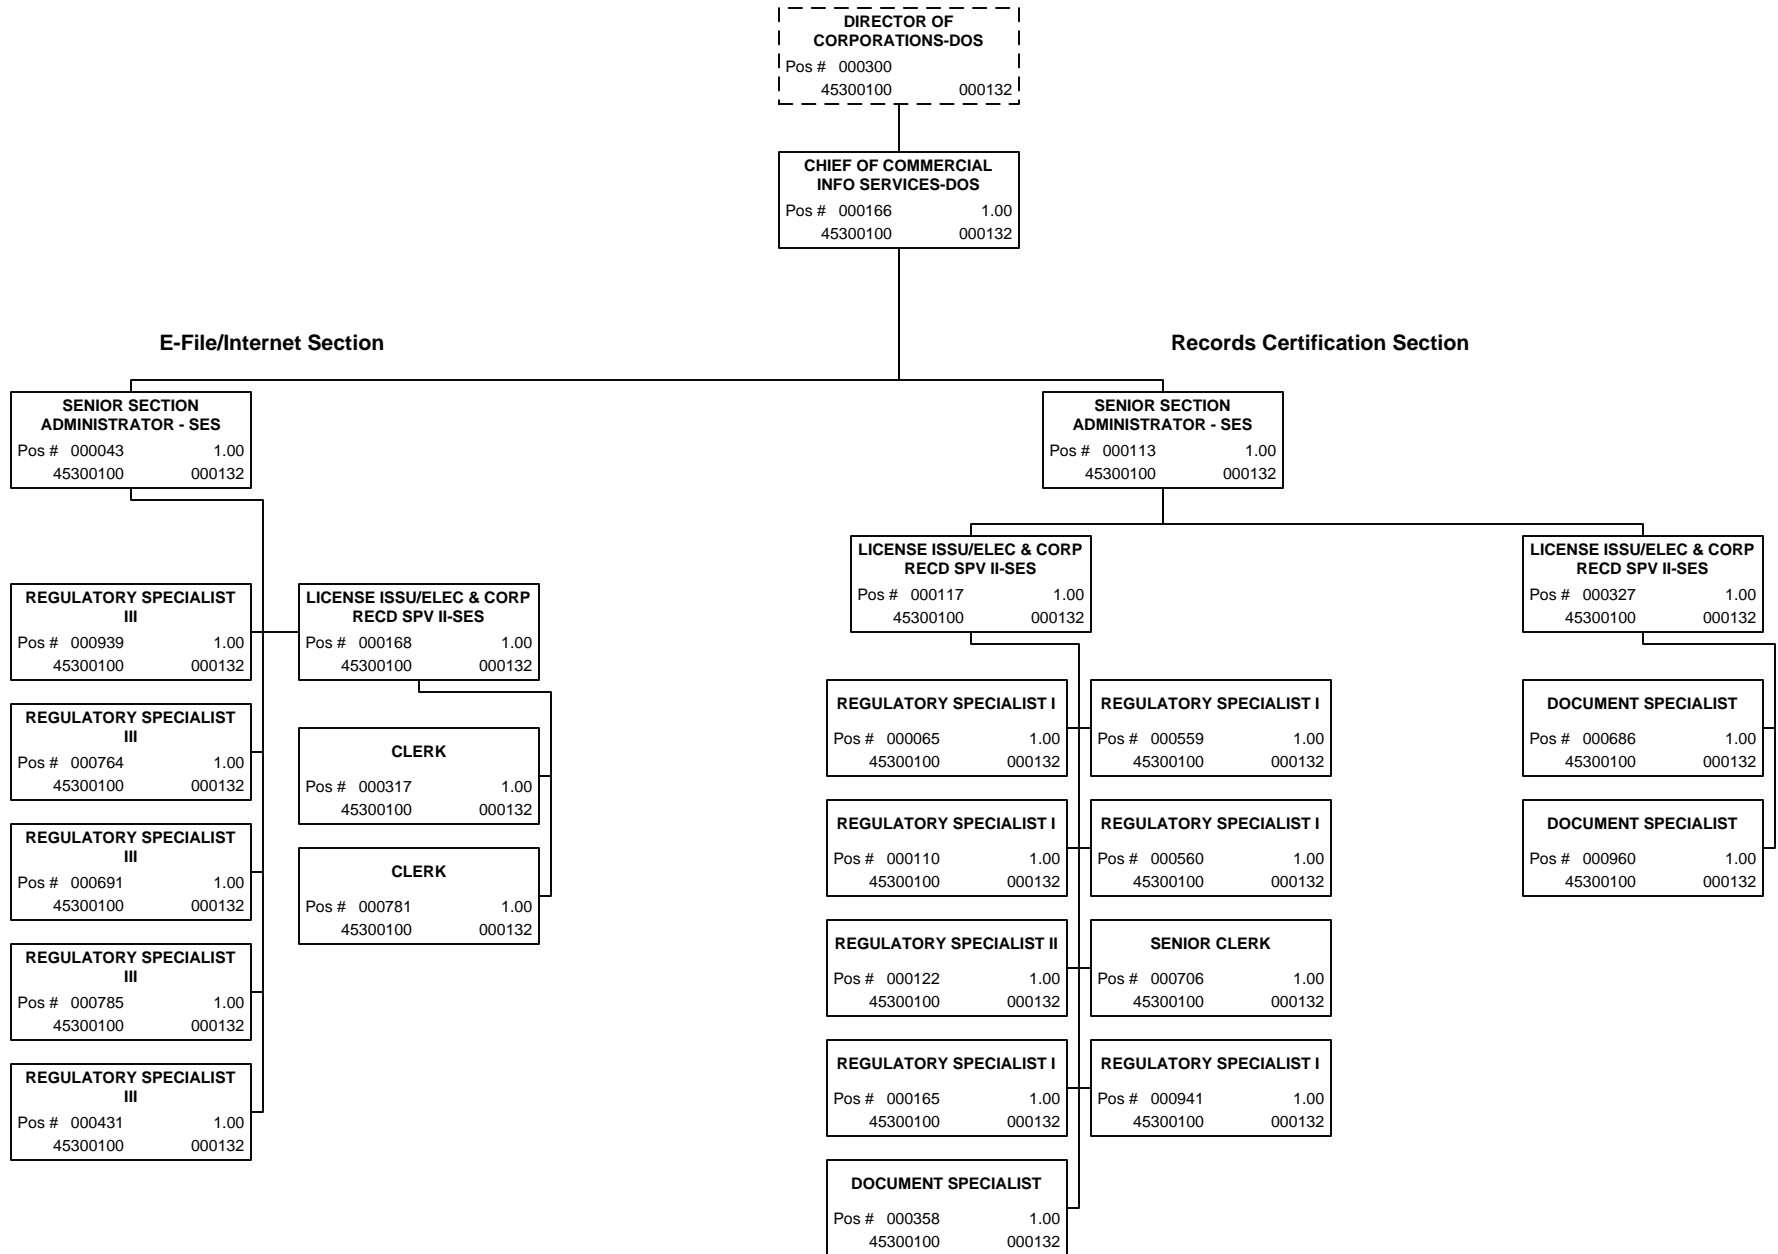 DIRECTOR OF
CORPORATIONS-DOS
Pos # 000300
45300100 000132
CHIEF OF COMMERCIAL
INFO SERVICES-DOS
Pos # 000166 1.00
45300100 000132
E-File/Internet Section
Records Certification Section
SENIOR SECTION
ADMINISTRATOR - SES
Pos # 000043 1.00
45300100 000132
REGULATORY SPECIALIST
III
Pos # 000939 1.00
45300100 000132
REGULATORY SPECIALIST
III
Pos # 000764 1.00
45300100 000132
REGULATORY SPECIALIST
III
Pos # 000691 1.00
45300100 000132
REGULATORY SPECIALIST
III
Pos # 000785 1.00
45300100 000132
REGULATORY SPECIALIST
III
Pos # 000431 1.00
45300100 000132
LICENSE ISSU/ELEC & CORP
RECD SPV II-SES
Pos # 000168 1.00
45300100 000132
CLERK
Pos # 000317 1.00
45300100 000132
CLERK
Pos # 000781 1.00
45300100 000132
SENIOR SECTION
ADMINISTRATOR - SES
Pos # 000113 1.00
45300100 000132
LICENSE ISSU/ELEC & CORP
RECD SPV II-SES
Pos # 000117 1.00
45300100 000132
REGULATORY SPECIALIST I
Pos # 000065 1.00
45300100 000132
REGULATORY SPECIALIST I
Pos # 000559 1.00
45300100 000132
REGULATORY SPECIALIST I
Pos # 000110 1.00
45300100 000132
REGULATORY SPECIALIST I
Pos # 000560 1.00
45300100 000132
REGULATORY SPECIALIST II
Pos # 000122 1.00
45300100 000132
SENIOR CLERK
Pos # 000706 1.00
45300100 000132
REGULATORY SPECIALIST I
Pos # 000165 1.00
45300100 000132
REGULATORY SPECIALIST I
Pos # 000941 1.00
45300100 000132
DOCUMENT SPECIALIST
Pos # 000358 1.00
45300100 000132
LICENSE ISSU/ELEC & CORP
RECD SPV II-SES
Pos # 000327 1.00
45300100 000132
DOCUMENT SPECIALIST
Pos # 000686 1.00
45300100 000132
DOCUMENT SPECIALIST
Pos # 000960 1.00
45300100 000132